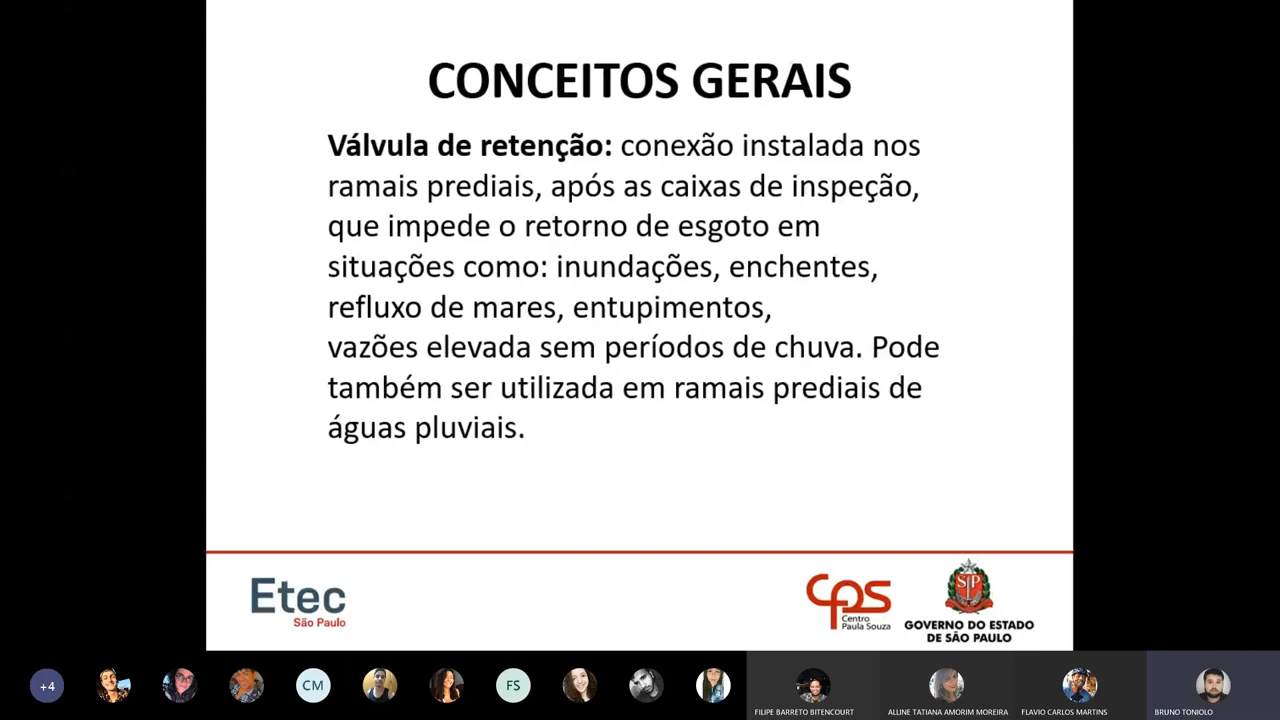 CONCEITOS GERAIS
Válvula de retenção: conexão instalada nos
ramais prediais, após as caixas de inspeção,
que impede o retorno de esgoto em
situações como: inundações, enchentes,
refluxo de mares, entupimentos,
vazões elevada sem períodos de chuva. Pode
também ser utilizada em ramais prediais de
águas pluviais.
Etec
São Paulo
CPS
Centro
Paula Souza
SP
GOVERNO DO ESTADO
DE SÃO PAULO
+4
CM
FS
FILIPE BARRETO BITENCOURT
ALLINE TATIANA AMORIM MOREIRA
FLAVIO CARLOS MARTINS
BRUNO TONIOLO